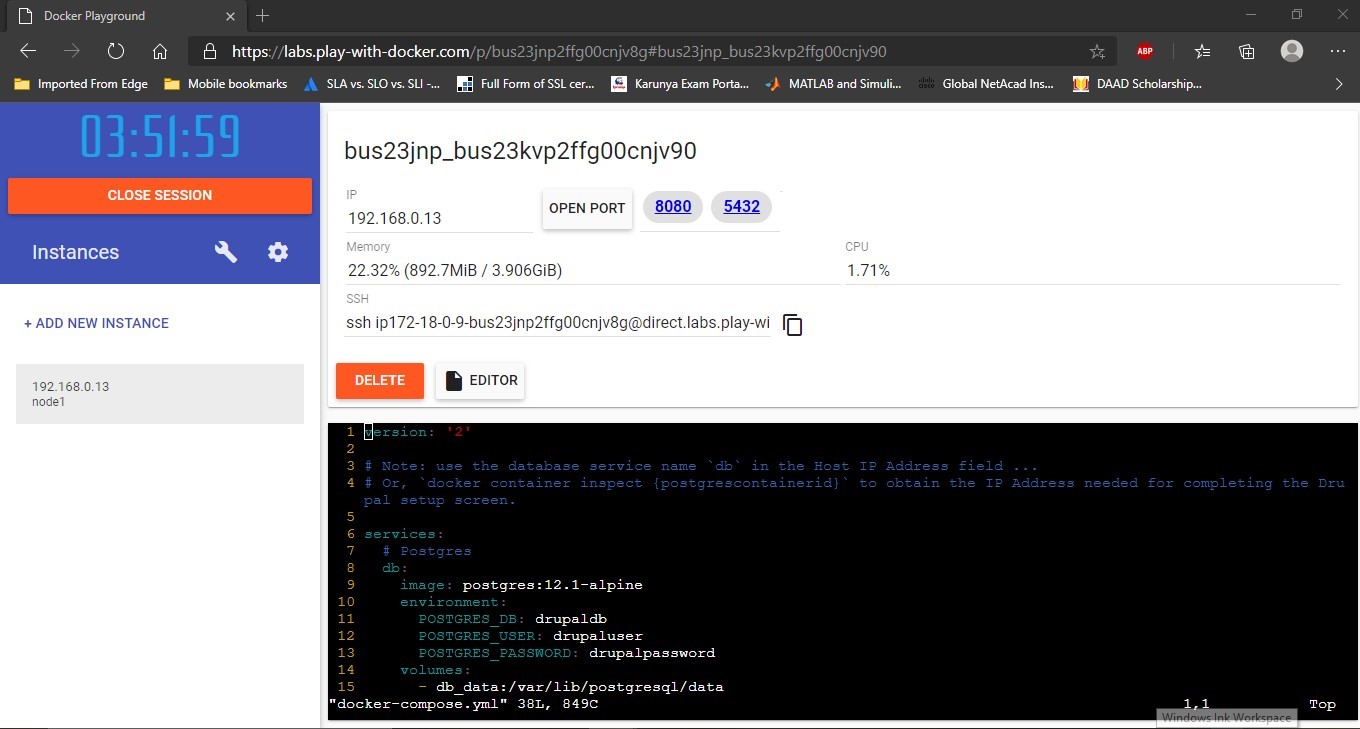 Docker Playground
https://labs.play-with-docker.com/p/bus23jnp2ffg00cnjv8g#bus23jnp_bus23kvp2ffg00cnjv90
ABP
Imported From Edge
Mobile bookmarks
SLA vs. SLO vs. SLI -...
Full Form of SSL cer...
Karunya Exam Porta...
MATLAB and Simuli...
Global NetAcad Ins...
DAAD Scholarship...
03:51:59
CLOSE SESSION
Instances
+ ADD NEW INSTANCE
192.168.0.13
node1
bus23jnp_bus23kvp2ffg00cnjv90
IP
192.168.0.13
OPEN PORT
8080
5432
Memory
22.32% (892.7MiB / 3.906GiB)
CPU
1.71%
SSH
ssh ip172-18-0-9-bus23jnp2ffg00cnjv8g@direct.labs.play-wi
DELETE
EDITOR
1 version: '2'
2
3 # Note: use the database service name `db` in the Host IP Address field ...
4 # Or, `docker container inspect {postgrescontainerid}` to obtain the IP Address needed for completing the Dru
pal setup screen.
5
6 services:
7 # Postgres
8 db:
9 image: postgres:12.1-alpine
10 environment:
11 POSTGRES_DB: drupaldb
12 POSTGRES_USER: drupaluser
13 POSTGRES_PASSWORD: drupalpassword
14 volumes:
15 - db_data:/var/lib/postgresql/data
"docker-compose.yml" 38L, 849C 1,1 Top
Windows Ink Workspace